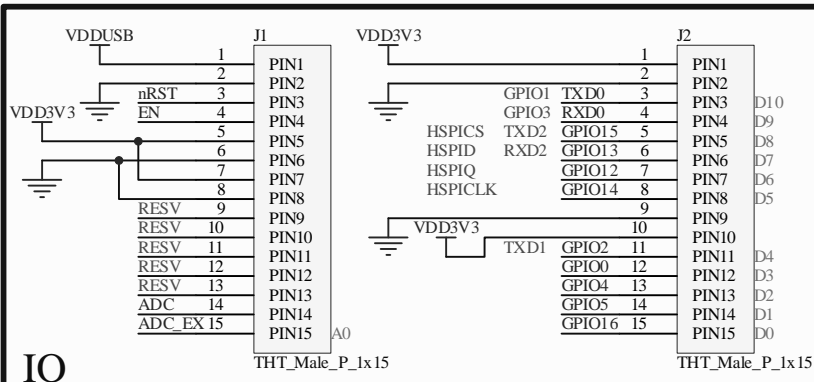 VDDUSB J1 VDD3V3 J2
1 PIN1 1 PIN1
2 PIN2 2 PIN2
nRST 3 PIN3 GPIO1 TXD0 3 PIN3 D10
VDD3V3 EN 4 PIN4 GPIO3 RXD0 4 PIN4 D9
5 PIN5 HSPICS TXD2 GPIO15 5 PIN5 D8
6 PIN6 HSPID RXD2 GPIO13 6 PIN6 D7
7 PIN7 HSPIQ GPIO12 7 PIN7 D6
8 PIN8 HSPICLK GPIO14 8 PIN8 D5
RESV 9 PIN9 9 PIN9
RESV 10 PIN10 VDD3V3 10 PIN10
RESV 11 PIN11 TXD1 GPIO2 11 PIN11 D4
RESV 12 PIN12 GPIO0 12 PIN12 D3
RESV 13 PIN13 GPIO4 13 PIN13 D2
ADC 14 PIN14 GPIO5 14 PIN14 D1
ADC_EX 15 PIN15 A0 GPIO16 15 PIN15 D0
IO THT_Male_P_1x15 THT_Male_P_1x15